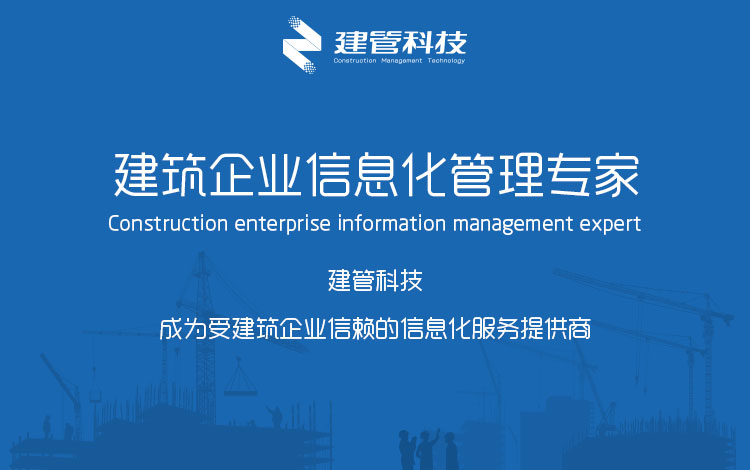 建管科技
Construction Management Technology
建筑企业信息化管理专家
Construction enterprise information management expert
建管科技
成为受建筑企业信赖的信息化服务提供商